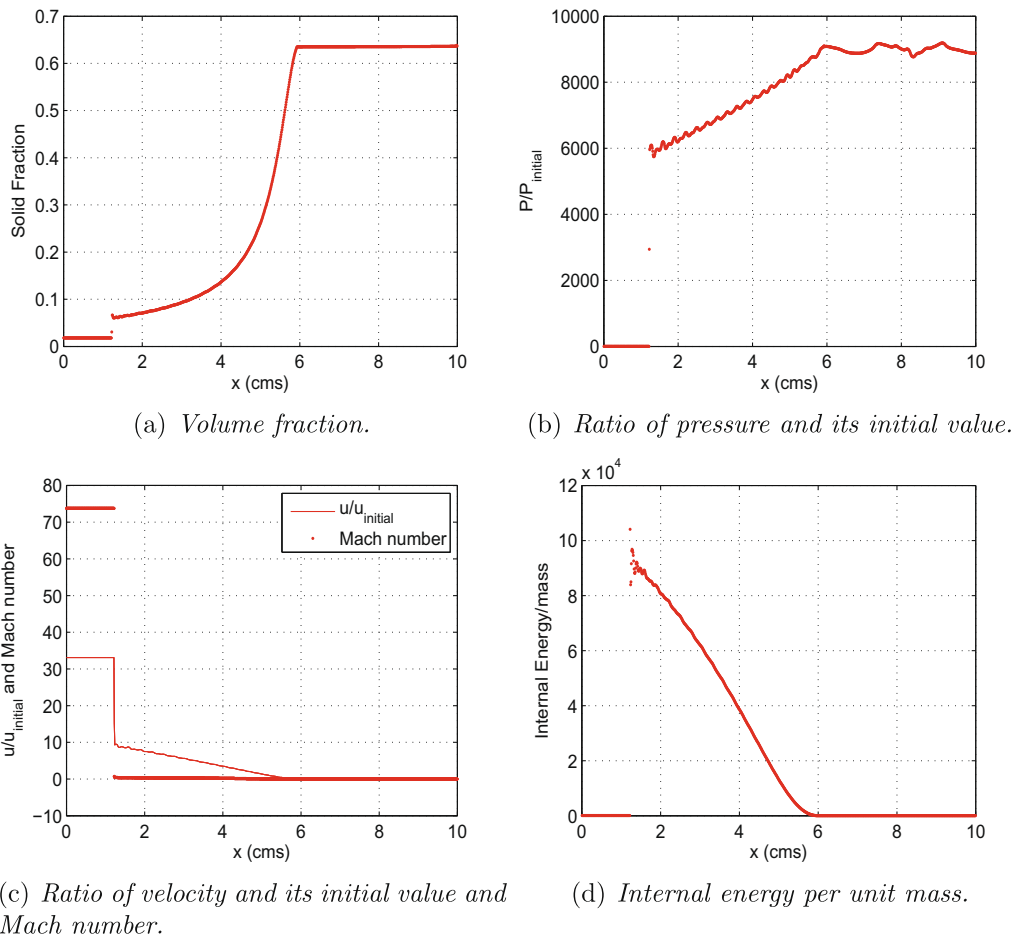 0.7
0.6
0.5
0.4
0.3
0.2
0.1
0
Solid Fraction
0 2 4 6 8 10
x (cms)
(a) Volume fraction.
10000
8000
6000
4000
2000
0
P/P_initial
2 4 6 8 10
x (cms)
(b) Ratio of pressure and its initial value.
80
70
60
50
40
30
20
10
0
−10
u/u_initial and Mach number
u/u_initial
Mach number
0 2 4 6 8 10
x (cms)
(c) Ratio of velocity and its initial value and
Mach number.
x 10^4
12
10
8
6
4
2
0
Internal Energy/mass
0 2 4 6 8 10
x (cms)
(d) Internal energy per unit mass.